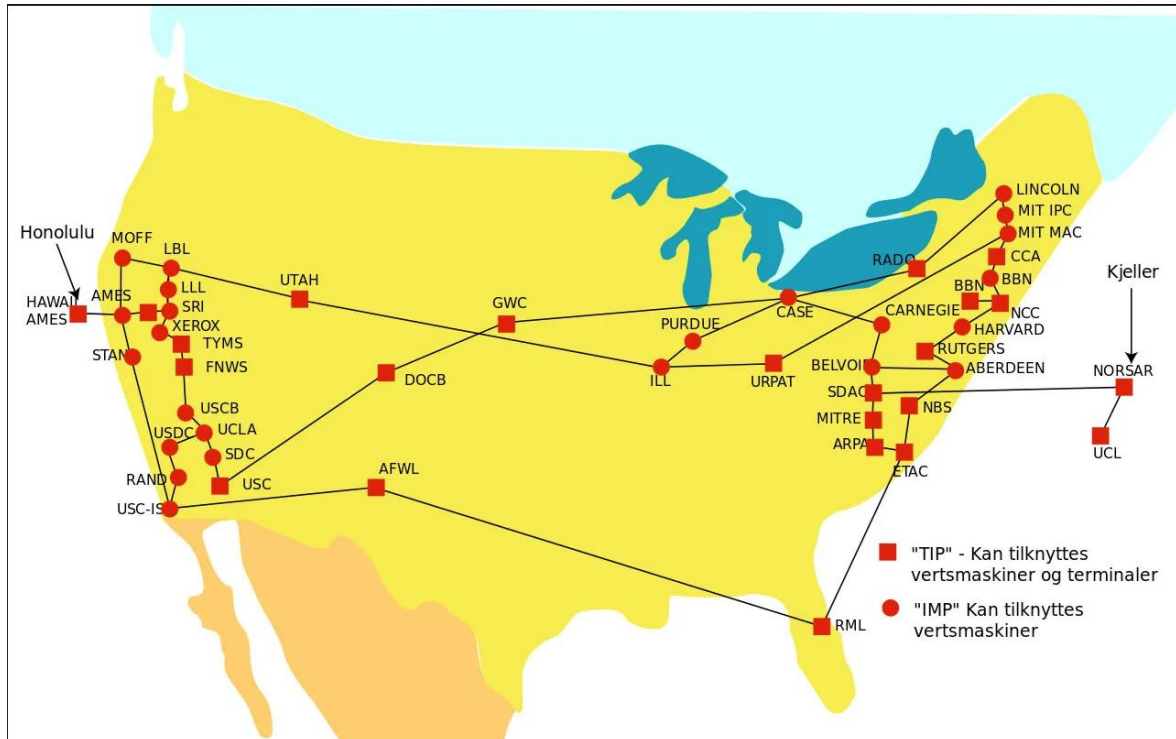 LINCOLN
MIT IPC
MIT MAC
Honolulu
MOFF
LBL
CCA
RADC
Kjeller
LLL
UTAH
BBN
BBN
HAWAII
AMES
AMES
SRI
GWC
CASE
NCC
CARNEGIE
HARVARD
XEROX
PURDUE
TYMS
RUTGERS
STAN
FNWS
DOCB
ILL
URPAT
BELVOI
ABERDEEN
NORSAR
SDAC
NBS
USCB
MITRE
USDC
UCLA
ARPA
UCL
SDC
AFWL
ETAC
RAND
USC
USC-IS
"TIP" - Kan tilknyttes
vertsmaskiner og terminaler
"IMP" Kan tilknyttes
vertsmaskiner
RML